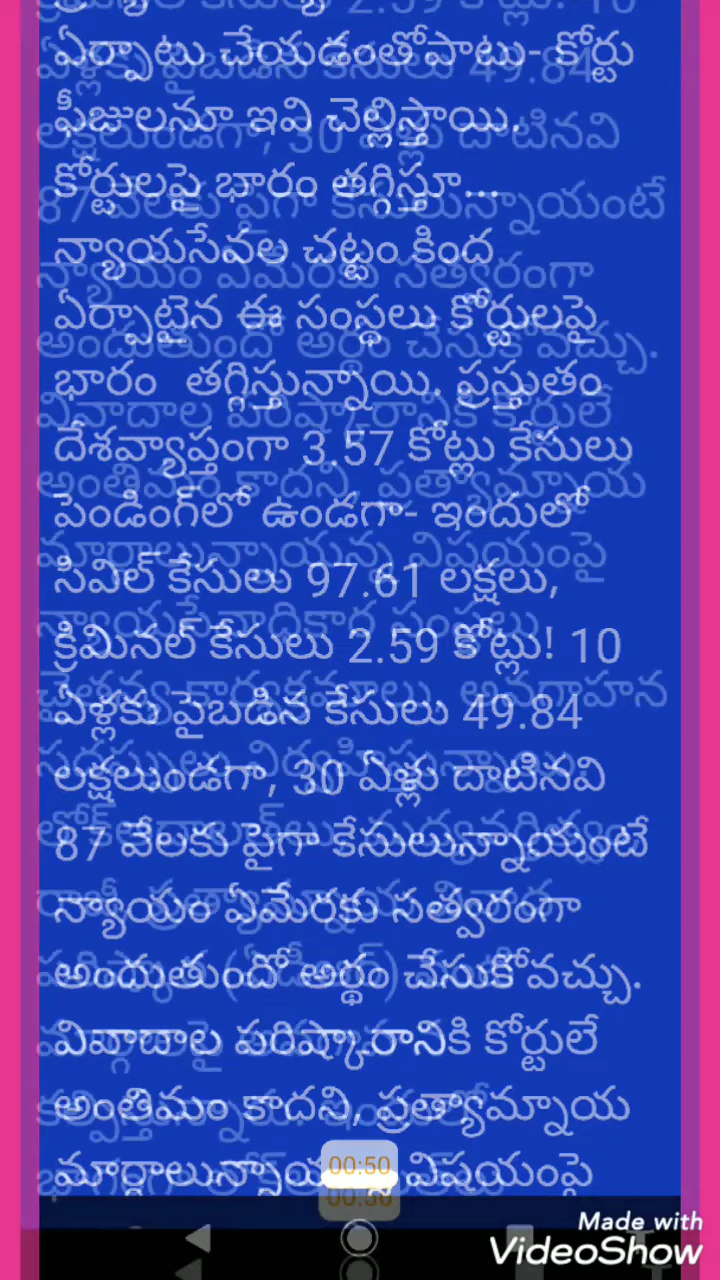 ఏర్పాటు చేయడంతోపాటు- కోర్టు
ఫీజులనూ ఇవి చెల్లిస్తాయి.
కోర్టులపై భారం తగ్గిస్తూ...
న్యాయసేవల చట్టం కింద
ఏర్పాటైన ఈ సంస్థలు కోర్టులపై
భారం తగ్గిస్తున్నాయి. ప్రస్తుతం
దేశవ్యాప్తంగా 3.57 కోట్లు కేసులు
పెండింగ్‌లో ఉండగా- ఇందులో
సివిల్ కేసులు 97.61 లక్షలు,
క్రిమినల్ కేసులు 2.59 కోట్లు! 10
ఏళ్లకు పైబడిన కేసులు 49.84
లక్షలుండగా, 30 ఏళ్లు దాటినవి
87 వేలకు పైగా కేసులున్నాయంటే
న్యాయం ఏమేరకు సత్వరంగా
అందుతుందో అర్థం చేసుకోవచ్చు.
వివాదాల పరిష్కారానికి కోర్టులే
అంతిమం కాదని, ప్రత్యామ్నాయ
మార్గాలున్నాయన్న విషయంపై
00:50
Made with
VideoShow